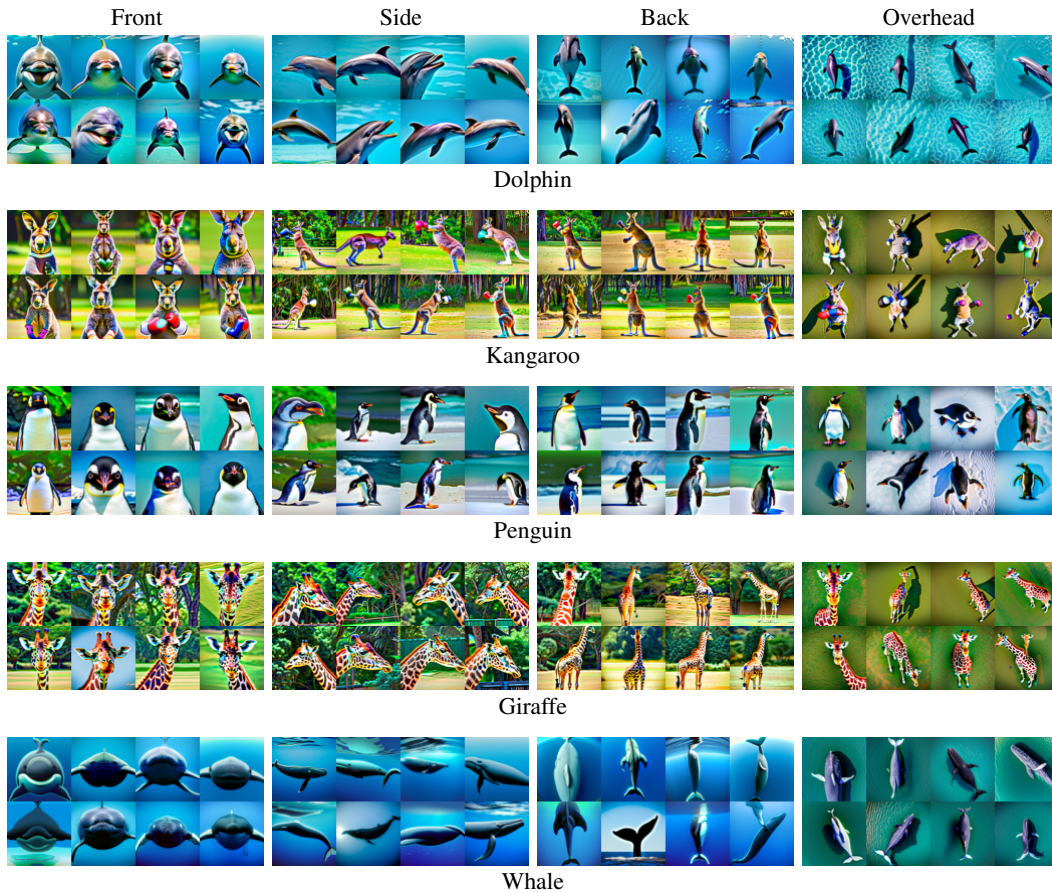 Front Side Back Overhead
Dolphin
Kangaroo
Penguin
Giraffe
Whale